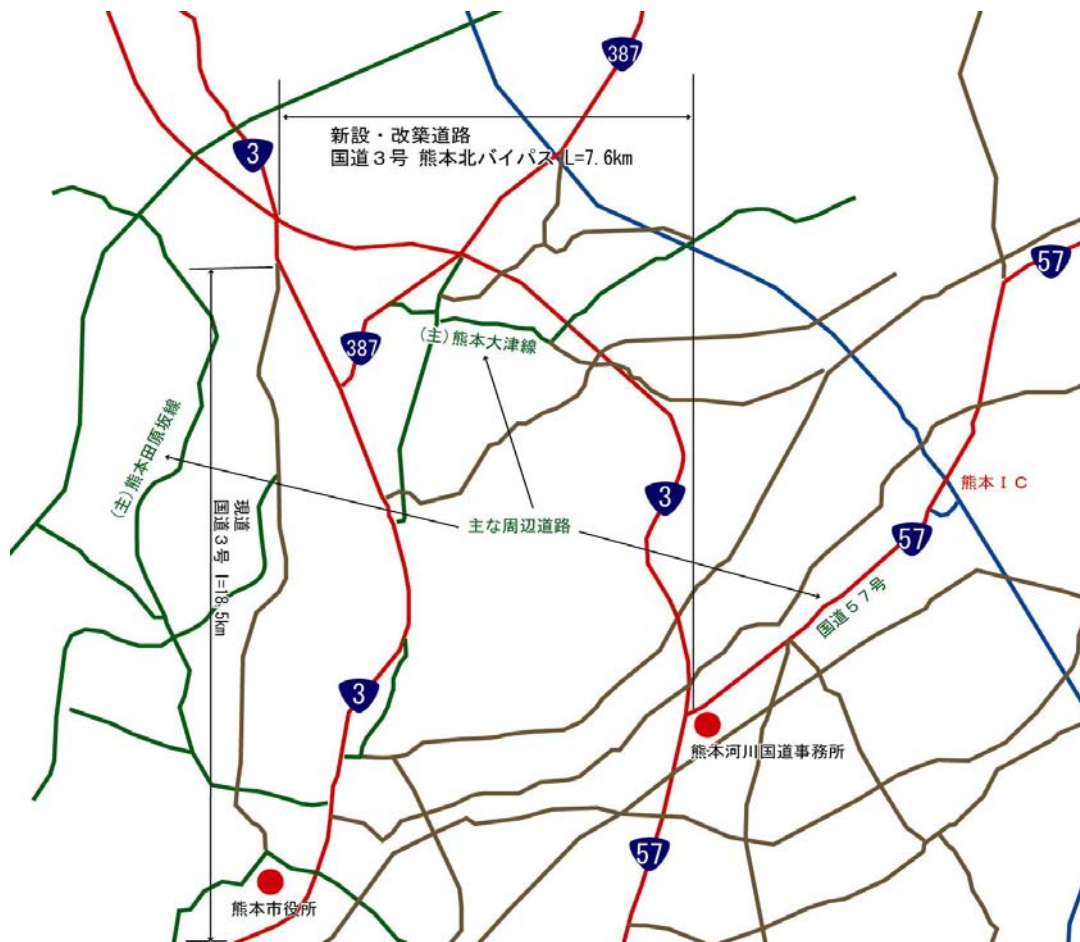 387
新設・改築道路
国道３号 熊本北バイパス L=7.6km
3
57
(主)熊本大津線
387
(主)熊本田原坂線
熊本ＩＣ
3
現道
国道３号 l=18.5km
主な周辺道路
57
国道５７号
3
熊本河川国道事務所
57
熊本市役所